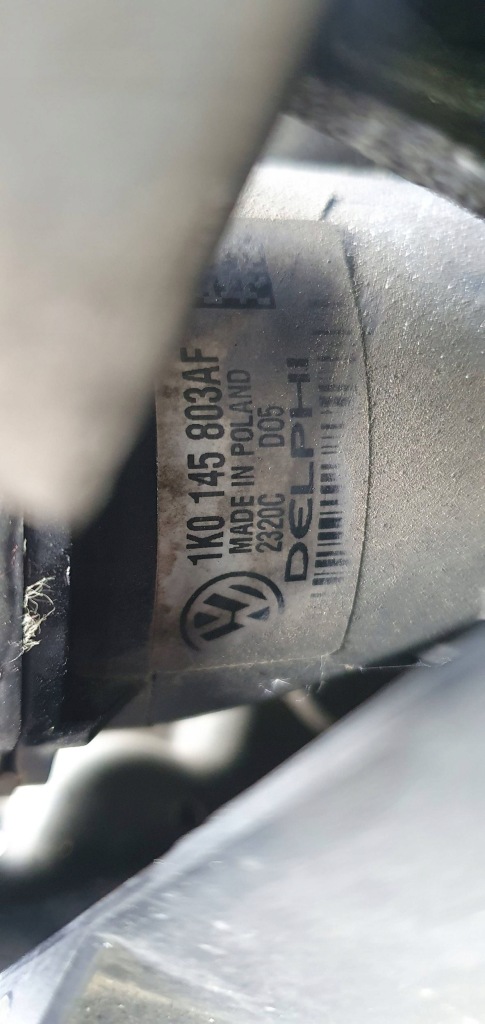 1K0 145 803AF
MADE IN POLAND
2320C D05
DELPHI